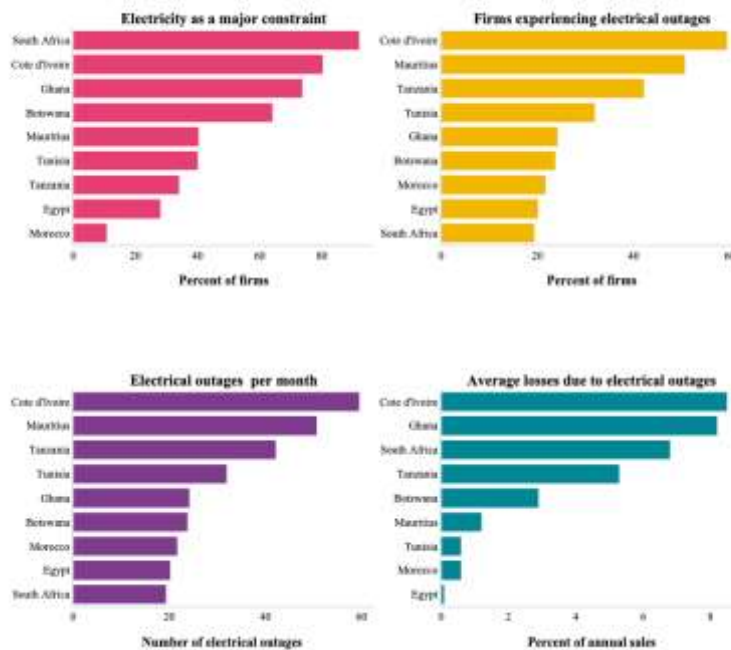 Electricity as a major constraint
South Africa
Cote d'Ivoire
Ghana
Botswana
Mauritius
Tunisia
Tanzania
Egypt
Morocco
0 20 40 60 80
Percent of firms
Firms experiencing electrical outages
Cote d'Ivoire
Mauritius
Tanzania
Tunisia
Ghana
Botswana
Morocco
Egypt
South Africa
0 20 40 60
Percent of firms
Electrical outages per month
Cote d'Ivoire
Mauritius
Tanzania
Tunisia
Ghana
Botswana
Morocco
Egypt
South Africa
0 20 40 60
Number of electrical outages
Average losses due to electrical outages
Cote d'Ivoire
Ghana
South Africa
Tanzania
Botswana
Mauritius
Tunisia
Morocco
Egypt
0 2 4 6 8
Percent of annual sales